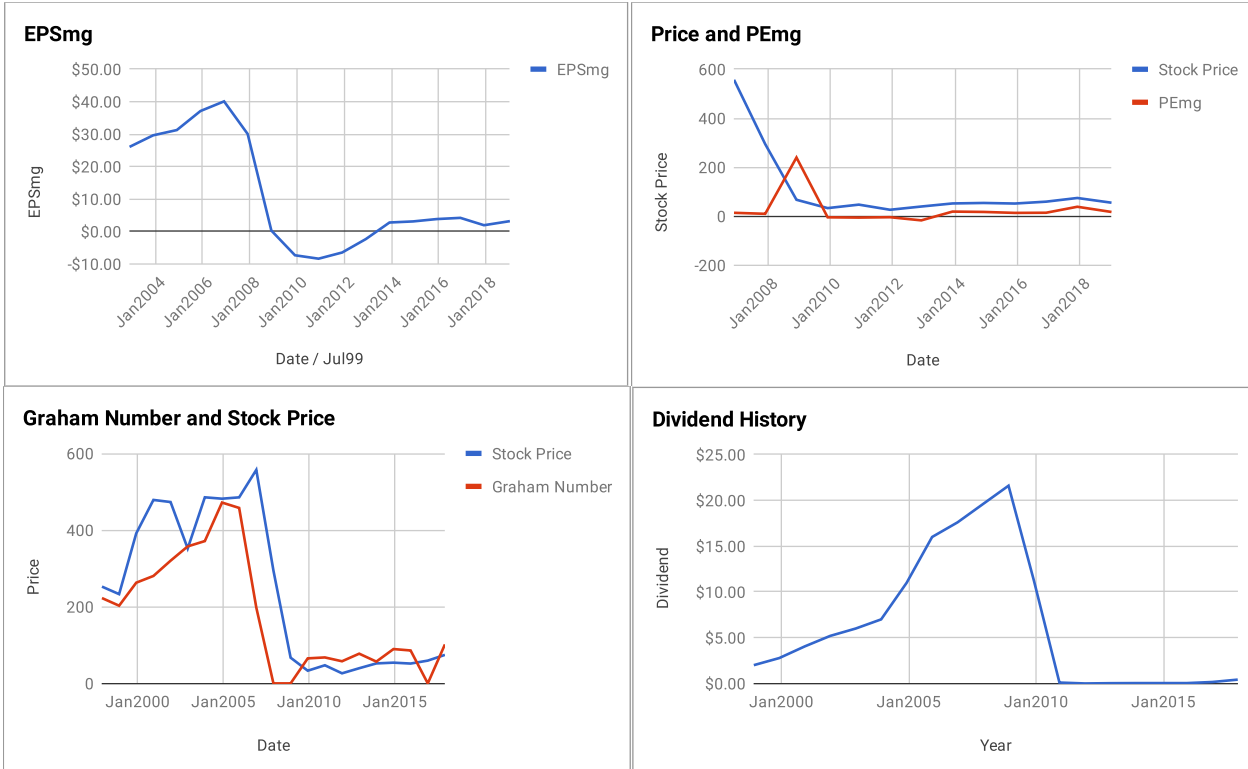 EPSmg
EPSmg
$50.00
$40.00
$30.00
$20.00
$10.00
$0.00
-$10.00
EPSmg
Jan2004
Jan2006
Jan2008
Jan2010
Jan2012
Jan2014
Jan2016
Jan2018
Date / Jul99
Price and PEmg
Stock Price
PEmg
600
400
200
0
-200
Stock Price
Jan2008
Jan2010
Jan2012
Jan2014
Jan2016
Jan2018
Date
Graham Number and Stock Price
Stock Price
Graham Number
600
400
200
0
Price
Jan2000
Jan2005
Jan2010
Jan2015
Date
Dividend History
$25.00
$20.00
$15.00
$10.00
$5.00
$0.00
Dividend
Jan2000
Jan2005
Jan2010
Jan2015
Year